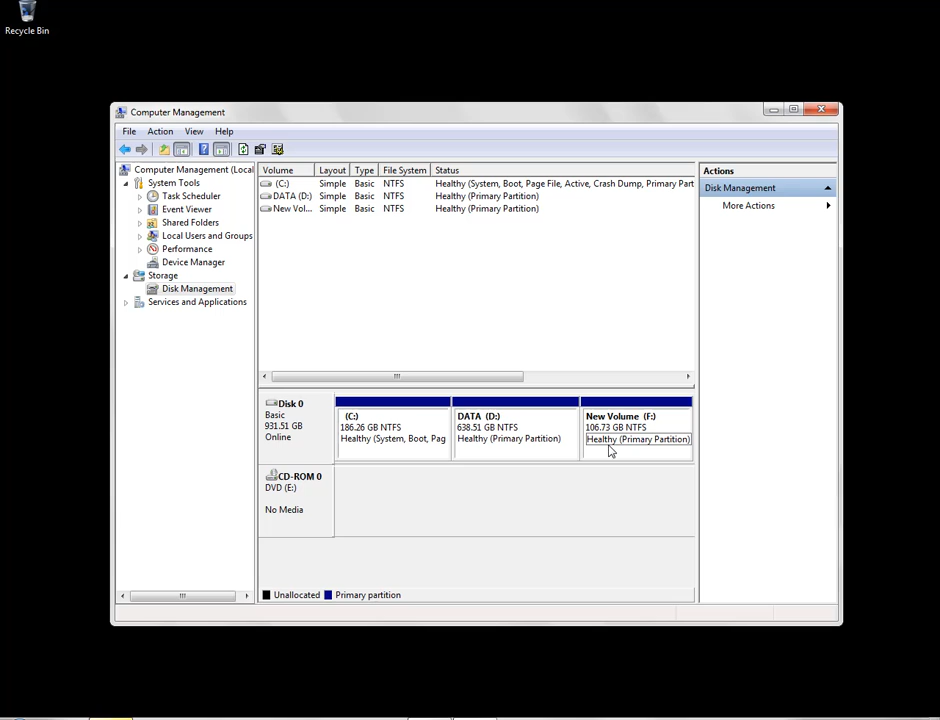 Recycle Bin
Computer Management
File Action View Help
Computer Management (Local
System Tools
Task Scheduler
Event Viewer
Shared Folders
Local Users and Groups
Performance
Device Manager
Storage
Disk Management
Services and Applications
Volume Layout Type File System Status
(C:) Simple Basic NTFS Healthy (System, Boot, Page File, Active, Crash Dump, Primary Part
DATA (D:) Simple Basic NTFS Healthy (Primary Partition)
New Vol... Simple Basic NTFS Healthy (Primary Partition)
Disk 0
Basic
931.51 GB
Online
(C:)
186.26 GB NTFS
Healthy (System, Boot, Pag
DATA (D:)
638.51 GB NTFS
Healthy (Primary Partition)
New Volume (F:)
106.73 GB NTFS
Healthy (Primary Partition)
CD-ROM 0
DVD (E:)
No Media
Unallocated Primary partition
Actions
Disk Management
More Actions